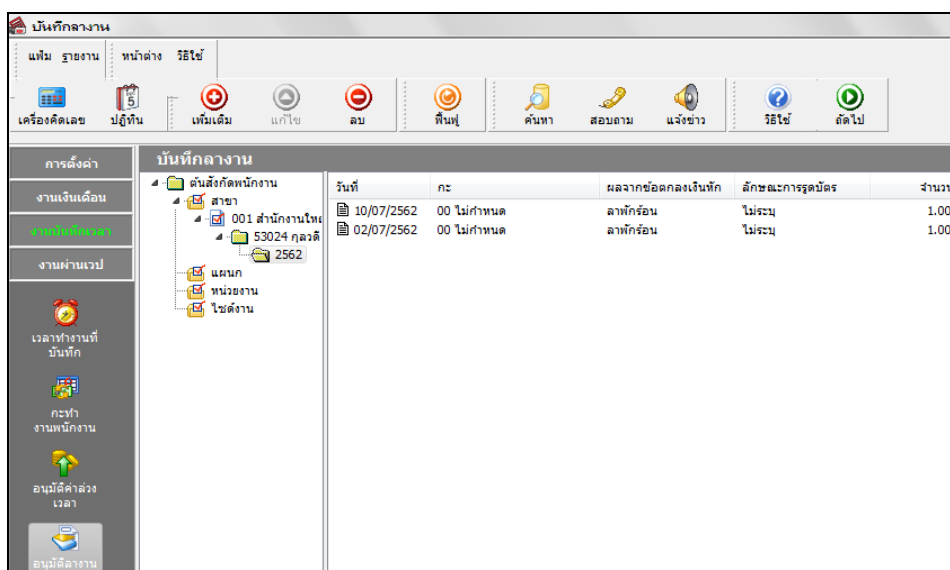 บันทึกลางาน
แฟ้ม รายงาน หน้าต่าง วิธีใช้
5
เครื่องคิดเลข ปฏิทิน เพิ่มเติม แก้ไข ลบ ฟื้นฟู ค้นหา สอบถาม แจ้งข่าว วิธีใช้ ถัดไป
การตั้งค่า
งานเงินเดือน
งานบันทึกเวลา
งานผ่านเวป
เวลาทำงานที่
บันทึก
กะทำ
งานพนักงาน
อนุมัติค่าล่วง
เวลา
อนุมัติลางาน
บันทึกลางาน
ต้นสังกัดพนักงาน
สาขา
001 สำนักงานให
53024 กุลวดี
2562
แผนก
หน่วยงาน
ไซด์งาน
วันที่ กะ ผลจากข้อตกลงเงินหัก ลักษณะการรูดบัตร จำนวน
10/07/2562 00 ไม่กำหนด ลาพักร้อน ไม่ระบุ 1.00
02/07/2562 00 ไม่กำหนด ลาพักร้อน ไม่ระบุ 1.00